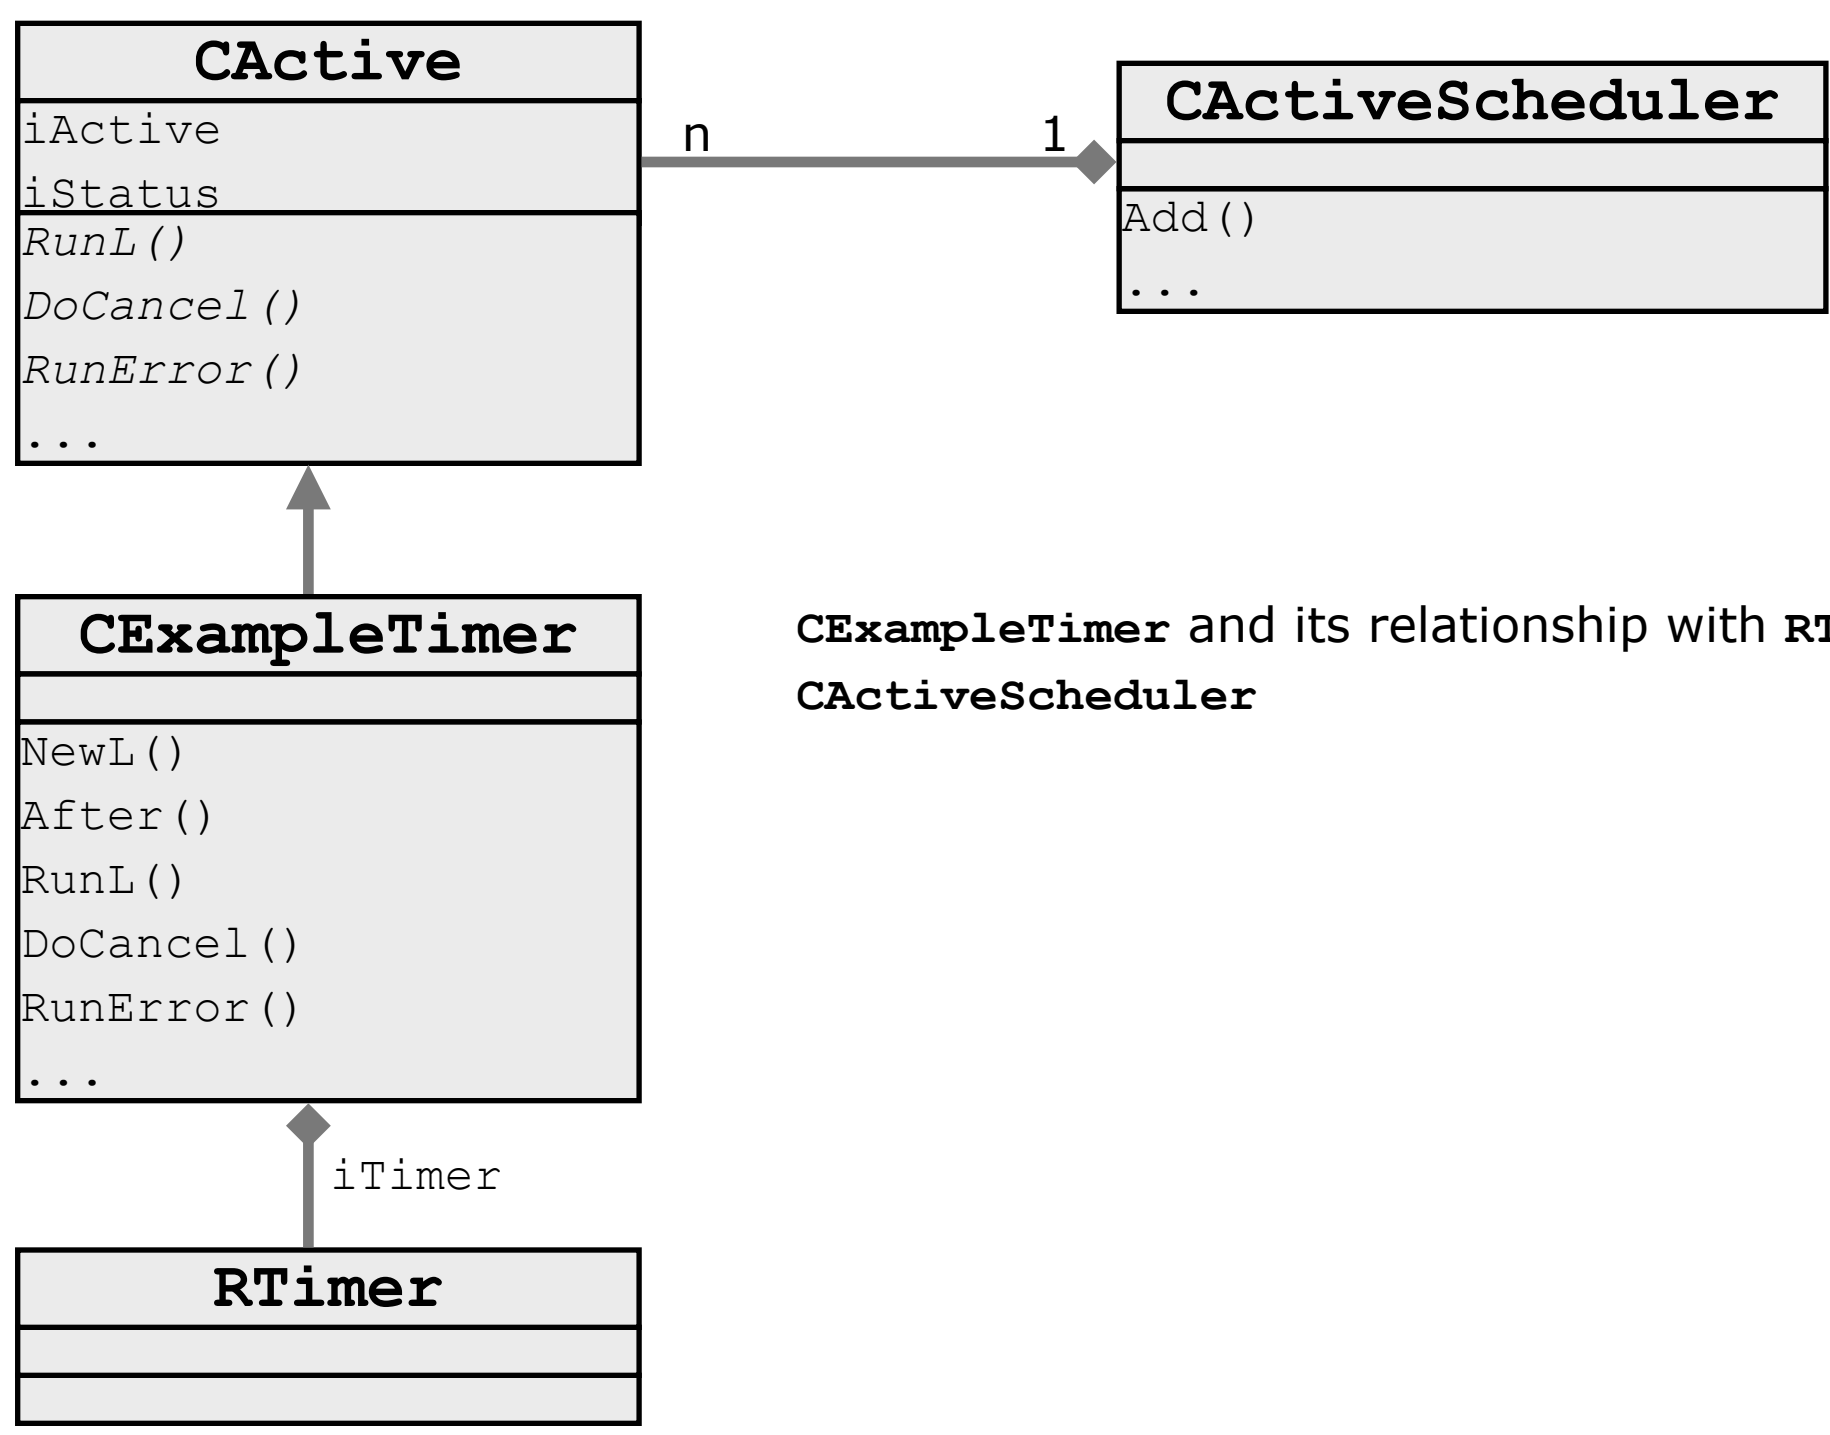 CActive
iActive
iStatus
RunL()
DoCancel()
RunError()
...
n 1
CActiveScheduler
Add()
...
CExampleTimer
NewL()
After()
RunL()
DoCancel()
RunError()
...
iTimer
RTimer
CExampleTimer and its relationship with
CActiveScheduler